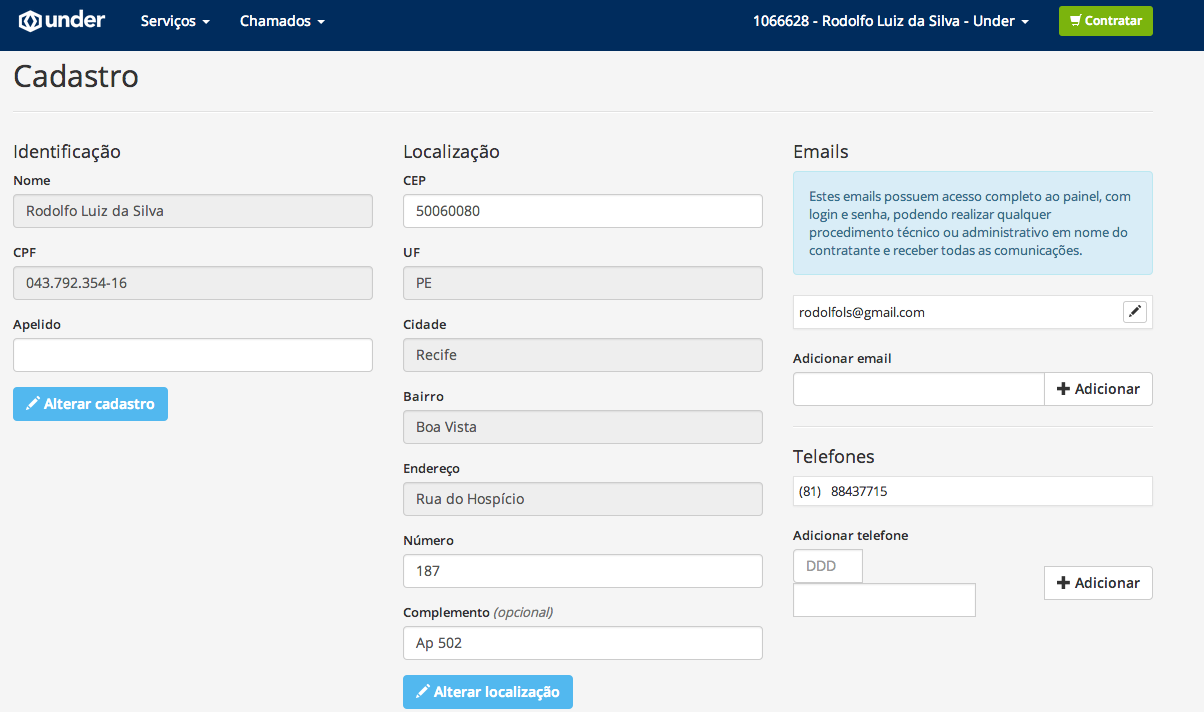 under Serviços Chamados 1066628 - Rodolfo Luiz da Silva - Under Contratar
Cadastro
Identificação
Nome
Rodolfo Luiz da Silva
CPF
043.792.354-16
Apelido
Alterar cadastro
Localização
CEP
50060080
UF
PE
Cidade
Recife
Bairro
Boa Vista
Endereço
Rua do Hospício
Número
187
Complemento (opcional)
Ap 502
Alterar localização
Emails
Estes emails possuem acesso completo ao painel, com
login e senha, podendo realizar qualquer
procedimento técnico ou administrativo em nome do
contratante e receber todas as comunicações.
rodolfols@gmail.com
Adicionar email
Adicionar
Telefones
(81) 88437715
Adicionar telefone
DDD
Adicionar